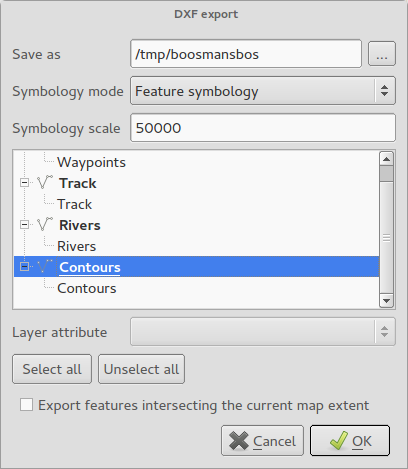 DXF export
Save as /tmp/boosmansbos ...
Symbology mode Feature symbology
Symbology scale 50000
Waypoints
Track
Track
Rivers
Rivers
Contours
Contours
Layer attribute
Select all Unselect all
Export features intersecting the current map extent
Cancel OK